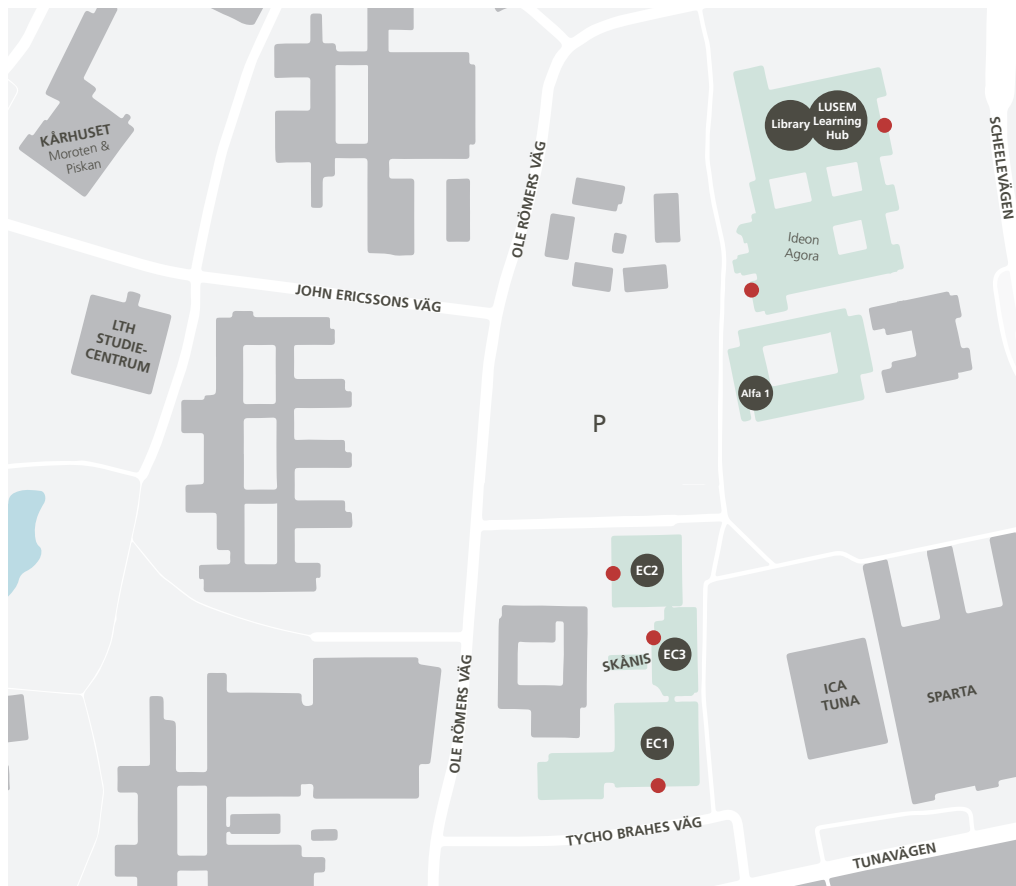 KÅRHUSET
Moroten &
Piskan
LUSEM
Learning
Hub
Library
SCHEELEVÄGEN
OLE RÖMERS VÄG
Ideon
Agora
JOHN ERICSSONS VÄG
LTH
STUDIE-
CENTRUM
Alfa 1
P
EC2
EC3
SKÅNIS
OLE RÖMERS VÄG
ICA
TUNA
SPARTA
EC1
TYCHO BRAHES VÄG
TUNAVÄGEN